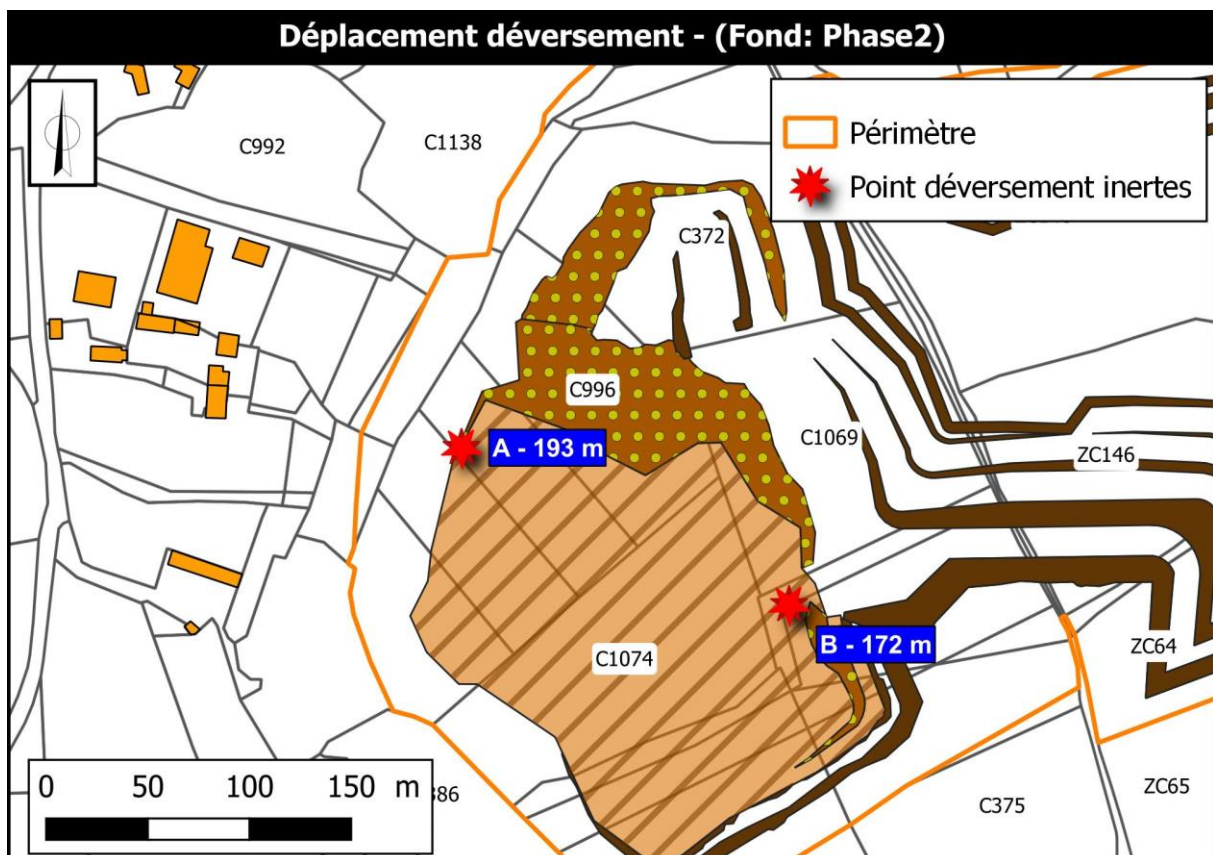 Déplacement déversement - (Fond: Phase2)
Périmètre
Point déversement inertes
C992
C1138
C372
C996
A - 193 m
C1069
ZC146
B - 172 m
C1074
ZC64
0 50 100 150 m
C375
ZC65